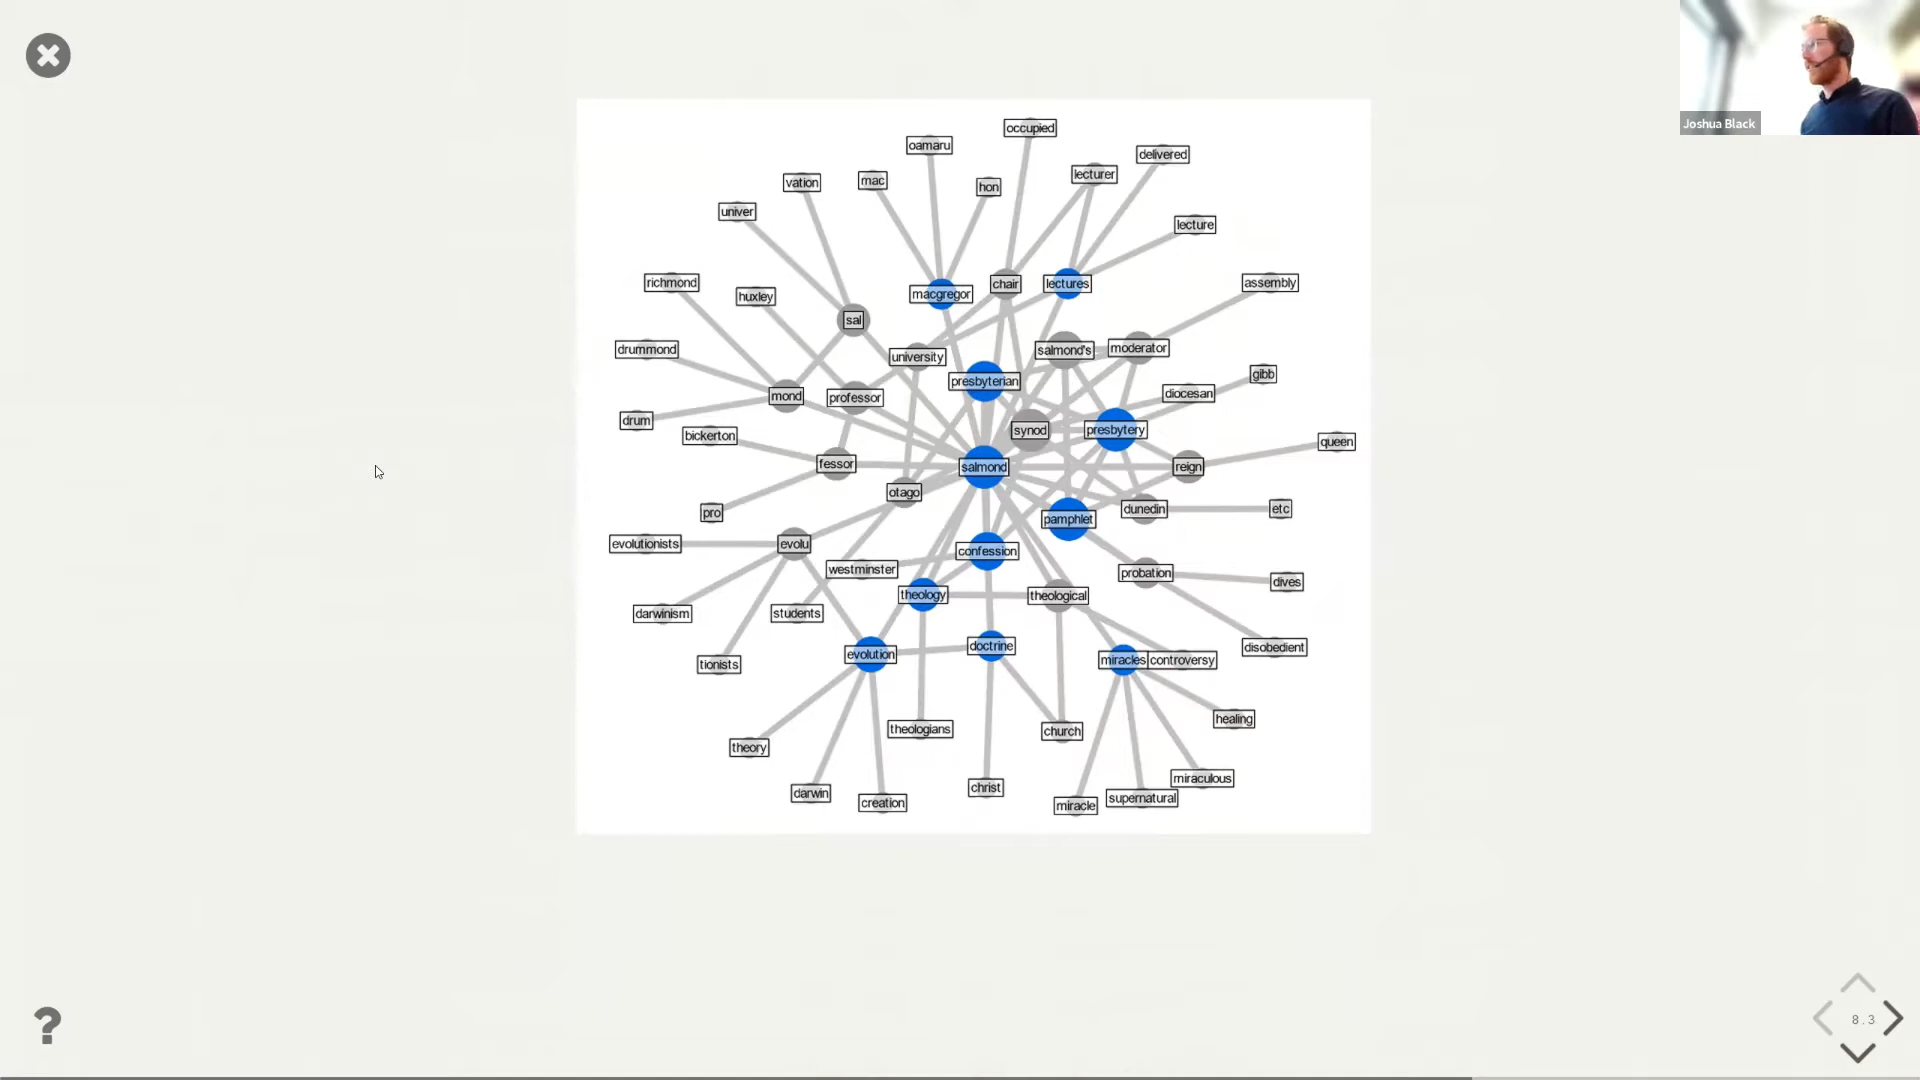 Joshua Black
occupied
oamaru
delivered
lecturer
mac
vation
hon
univer
lecture
richmond
assembly
chair
lectures
macgregor
huxley
sal
salmond's
moderator
drummond
university
gibb
presbyterian
diocesan
mond
professor
drum
synod
presbytery
bickerton
queen
fessor
salmond
reign
otago
dunedin
etc
pro
pamphlet
evolutionists
evolu
confession
westminster
probation
dives
theology
theological
darwinism
students
doctrine
disobedient
evolution
miracles
controversy
tionists
healing
theologians
church
theory
miraculous
christ
darwin
supernatural
creation
miracle
?
8.3